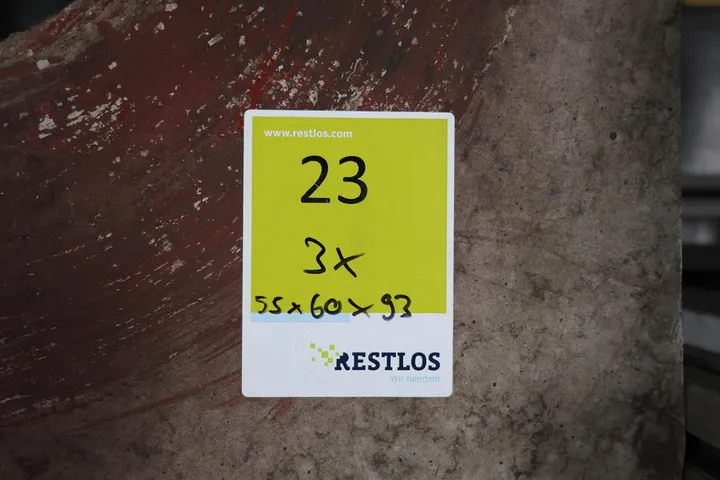 www.restlos.com
23
3x
55x60x93
RESTLOS
Wir handeln